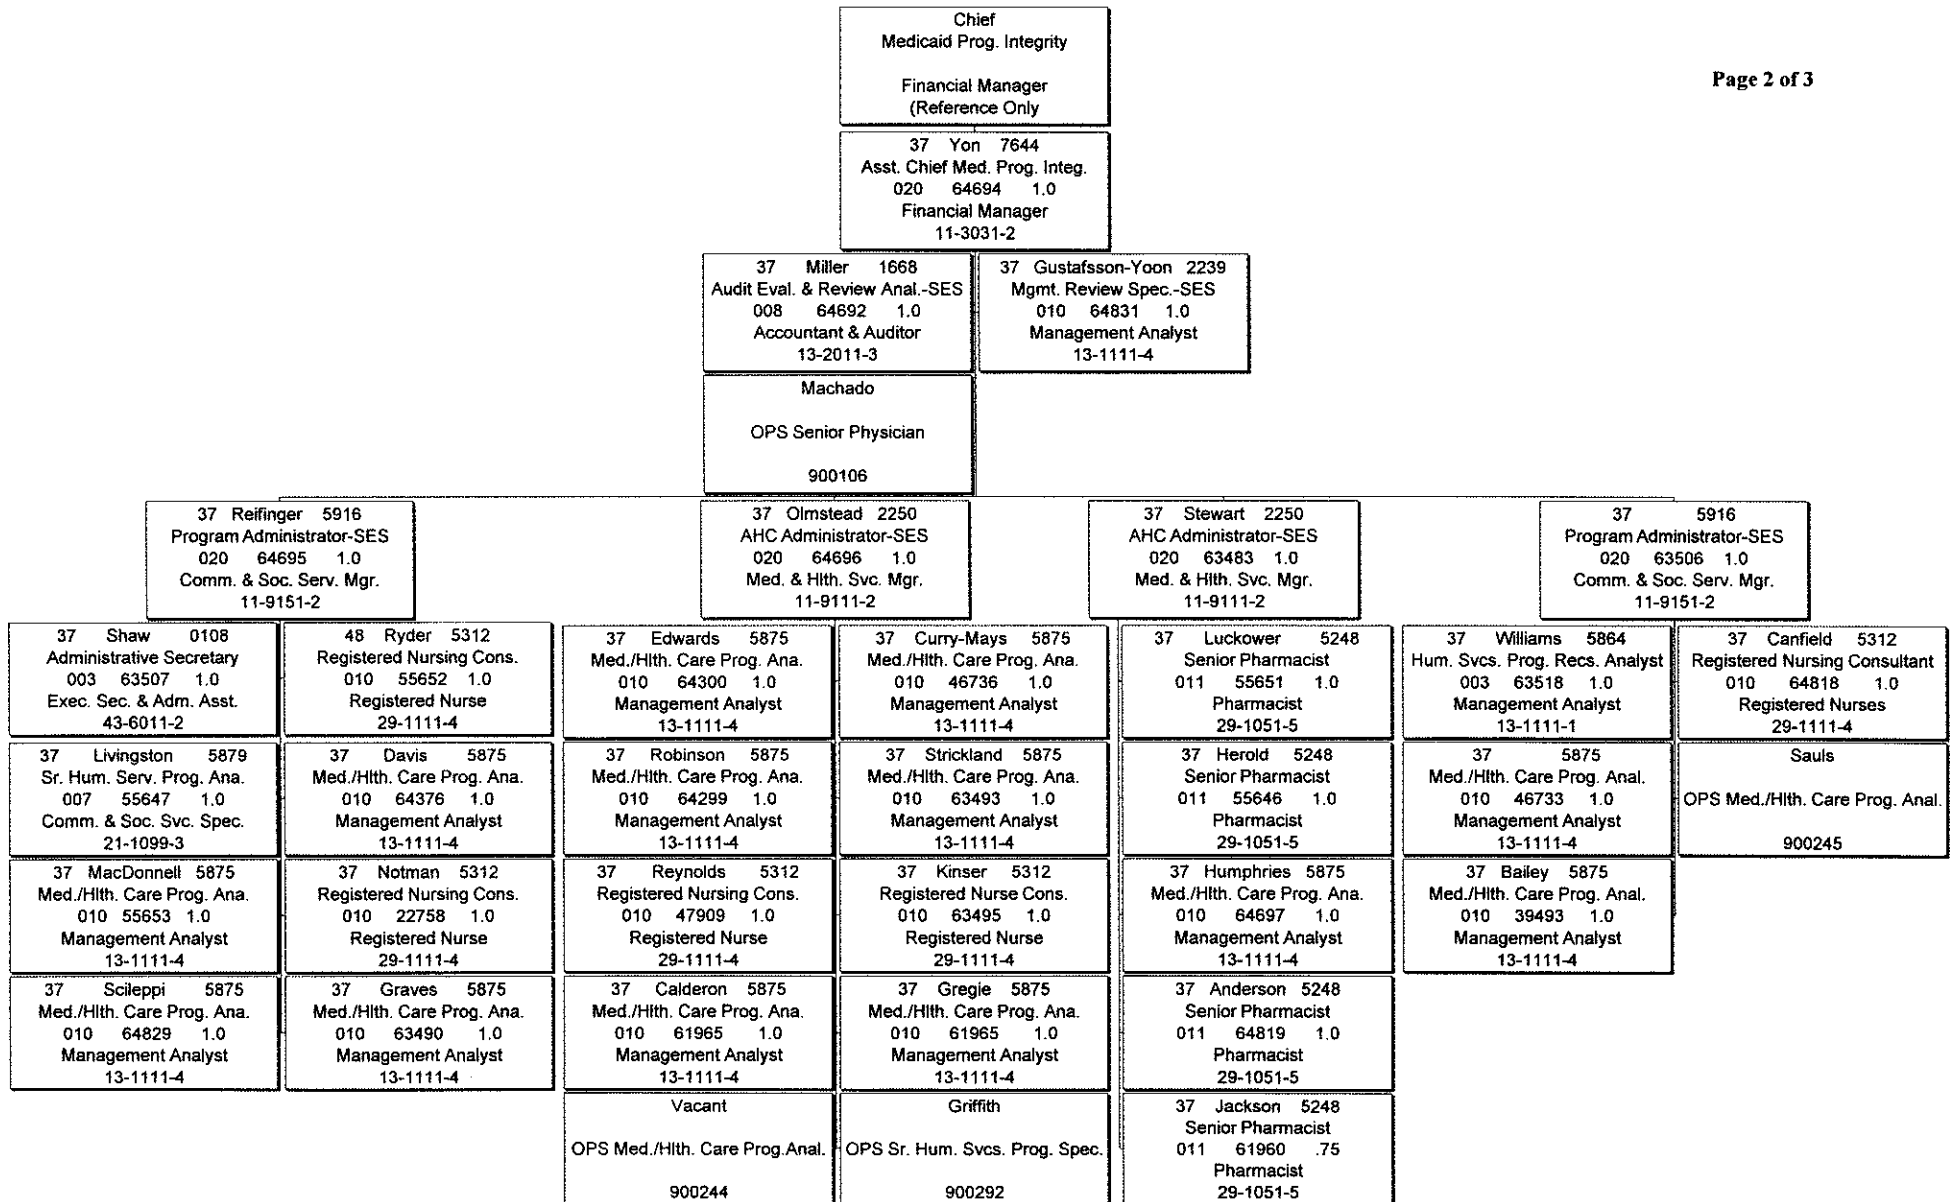 Chief
Medicaid Prog. Integrity
Financial Manager
(Reference Only
Page 2 of 3
37 Yon 7644
Asst. Chief Med. Prog. Integ.
020 64694 1.0
Financial Manager
11-3031-2
37 Miller 1668
Audit Eval. & Review Anal.-SES
008 64692 1.0
Accountant & Auditor
13-2011-3
37 Gustafsson-Yoon 2239
Mgmt. Review Spec.-SES
010 64831 1.0
Management Analyst
13-1111-4
Machado
OPS Senior Physician
900106
37 Reifinger 5916
Program Administrator-SES
020 64695 1.0
Comm. & Soc. Serv. Mgr.
11-9151-2
37 Olmstead 2250
AHC Administrator-SES
020 64696 1.0
Med. & Hlth. Svc. Mgr.
11-9111-2
37 Stewart 2250
AHC Administrator-SES
020 63483 1.0
Med. & Hlth. Svc. Mgr.
11-9111-2
37 5916
Program Administrator-SES
020 63506 1.0
Comm. & Soc. Serv. Mgr.
11-9151-2
37 Shaw 0108
Administrative Secretary
003 63507 1.0
Exec. Sec. & Adm. Asst.
43-6011-2
48 Ryder 5312
Registered Nursing Cons.
010 55652 1.0
Registered Nurse
29-1111-4
37 Edwards 5875
Med./Hlth. Care Prog. Ana.
010 64300 1.0
Management Analyst
13-1111-4
37 Curry-Mays 5875
Med./Hlth. Care Prog. Ana.
010 46736 1.0
Management Analyst
13-1111-4
37 Luckower 5248
Senior Pharmacist
011 55651 1.0
Pharmacist
29-1051-5
37 Williams 5864
Hum. Svcs. Prog. Recs. Analyst
003 63518 1.0
Management Analyst
13-1111-1
37 Canfield 5312
Registered Nursing Consultant
010 64818 1.0
Registered Nurses
29-1111-4
37 Livingston 5879
Sr. Hum. Serv. Prog. Ana.
007 55647 1.0
Comm. & Soc. Svc. Spec.
21-1099-3
37 Davis 5875
Med./Hlth. Care Prog. Ana.
010 64376 1.0
Management Analyst
13-1111-4
37 Robinson 5875
Med./Hlth. Care Prog. Ana.
010 64299 1.0
Management Analyst
13-1111-4
37 Strickland 5875
Med./Hlth. Care Prog. Ana.
010 63493 1.0
Management Analyst
13-1111-4
37 Herold 5248
Senior Pharmacist
011 55646 1.0
Pharmacist
29-1051-5
37 5875
Med./Hlth. Care Prog. Anal.
010 46733 1.0
Management Analyst
13-1111-4
Sauls
OPS Med./Hlth. Care Prog. Anal.
900245
37 MacDonnell 5875
Med./Hlth. Care Prog. Ana.
010 55653 1.0
Management Analyst
13-1111-4
37 Notman 5312
Registered Nursing Cons.
010 22758 1.0
Registered Nurse
29-1111-4
37 Reynolds 5312
Registered Nursing Cons.
010 47909 1.0
Registered Nurse
29-1111-4
37 Kinser 5312
Registered Nurse Cons.
010 63495 1.0
Registered Nurse
29-1111-4
37 Humphries 5875
Med./Hlth. Care Prog. Ana.
010 64697 1.0
Management Analyst
13-1111-4
37 Bailey 5875
Med./Hlth. Care Prog. Anal.
010 39493 1.0
Management Analyst
13-1111-4
37 Scileppi 5875
Med./Hlth. Care Prog. Ana.
010 64829 1.0
Management Analyst
13-1111-4
37 Graves 5875
Med./Hlth. Care Prog. Ana.
010 63490 1.0
Management Analyst
13-1111-4
37 Calderon 5875
Med./Hlth. Care Prog. Ana.
010 61965 1.0
Management Analyst
13-1111-4
37 Gregie 5875
Med./Hlth. Care Prog. Ana.
010 61965 1.0
Management Analyst
13-1111-4
37 Anderson 5248
Senior Pharmacist
011 64819 1.0
Pharmacist
29-1051-5
Vacant
OPS Med./Hlth. Care Prog.Anal.
900244
Griffith
OPS Sr. Hum. Svcs. Prog. Spec.
900292
37 Jackson 5248
Senior Pharmacist
011 61960 .75
Pharmacist
29-1051-5